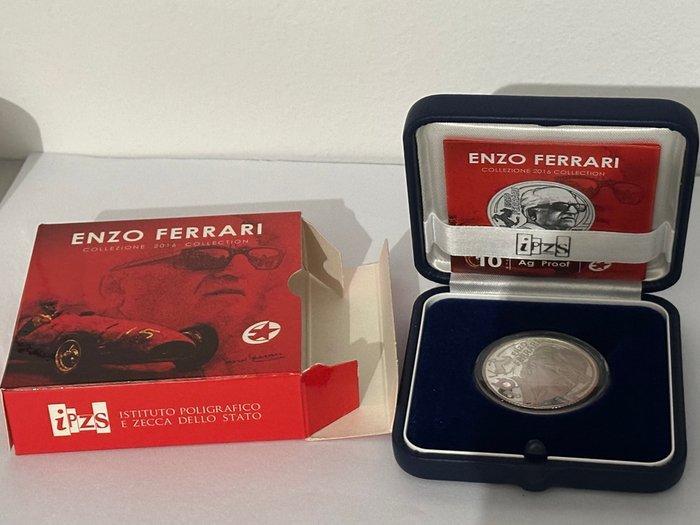 ENZO FERRARI
COLLEZIONE 2016 COLLECTION
iPZS
ISTITUTO POLIGRAFICO
E ZECCA DELLO STATO
ENZO FERRARI
COLLEZIONE 2016 COLLECTION
iPZS
10
Ag Proof